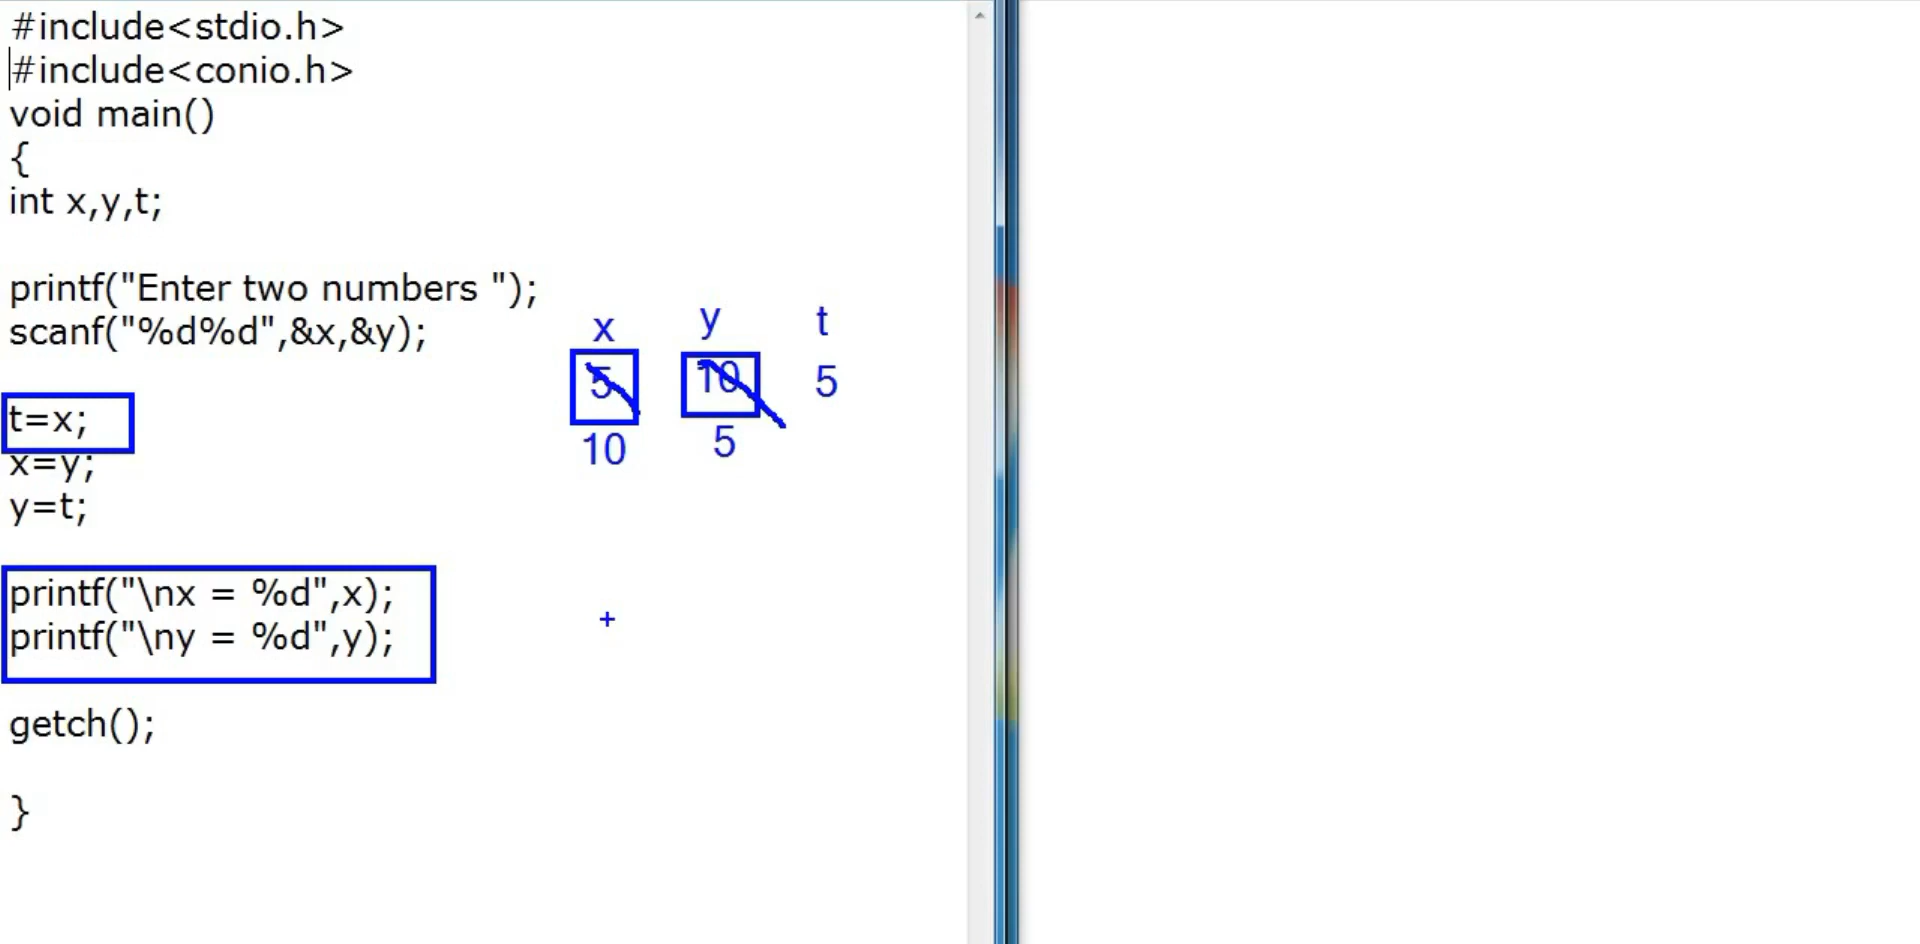 #include<stdio.h>
#include<conio.h>
void main()
{
int x,y,t;
printf("Enter two numbers ");
scanf("%d%d",&x,&y);
x y t
5 10 5
10 5
t=x;
x=y;
y=t;
printf("\nx = %d",x);
printf("\ny = %d",y);
getch();
}